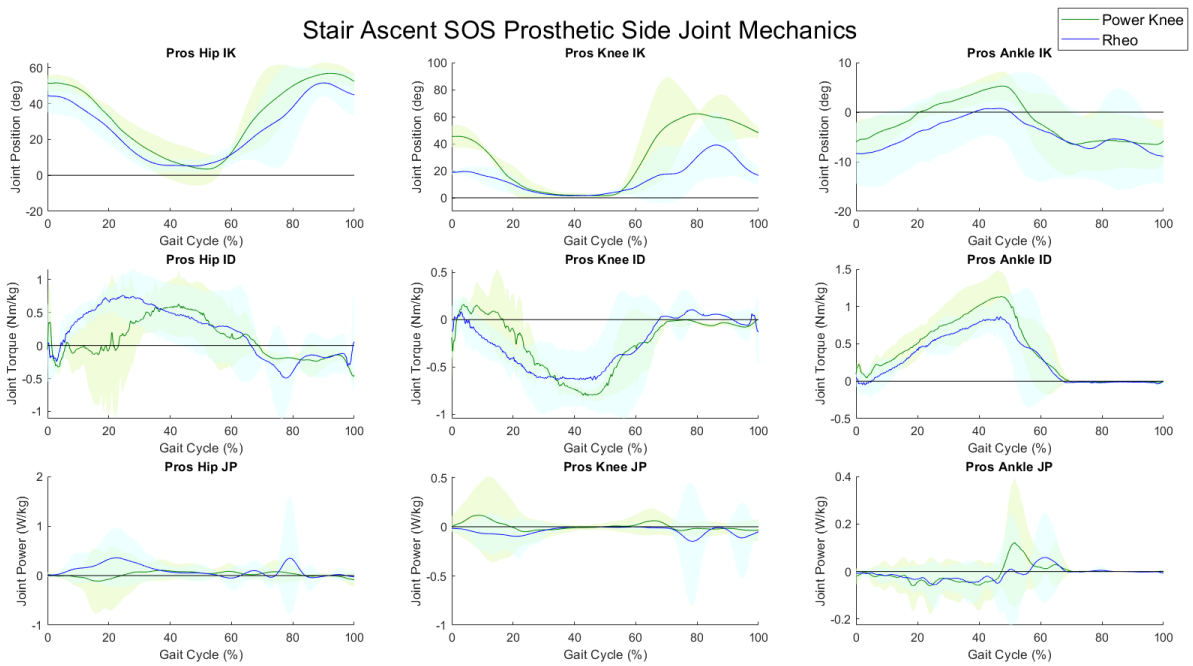 Stair Ascent SOS Prosthetic Side Joint Mechanics
Power Knee
Rheo
Pros Hip IK
Joint Position (deg)
60
40
20
0
-20
0 20 40 60 80 100
Gait Cycle (%)
Pros Knee IK
Joint Position (deg)
100
80
60
40
20
0
0 20 40 60 80 100
Gait Cycle (%)
Pros Ankle IK
Joint Position (deg)
10
0
-10
-20
0 20 40 60 80 100
Gait Cycle (%)
Pros Hip ID
Joint Torque (Nm/kg)
1
0.5
0
-0.5
-1
0 20 40 60 80 100
Gait Cycle (%)
Pros Knee ID
Joint Torque (Nm/kg)
0.5
0
-0.5
-1
0 20 40 60 80 100
Gait Cycle (%)
Pros Ankle ID
Joint Torque (Nm/kg)
1.5
1
0.5
0
-0.5
0 20 40 60 80 100
Gait Cycle (%)
Pros Hip JP
Joint Power (W/kg)
2
1
0
-1
0 20 40 60 80 100
Gait Cycle (%)
Pros Knee JP
Joint Power (W/kg)
0.5
0
-0.5
-1
0 20 40 60 80 100
Gait Cycle (%)
Pros Ankle JP
Joint Power (W/kg)
0.4
0.2
0
-0.2
0 20 40 60 80 100
Gait Cycle (%)